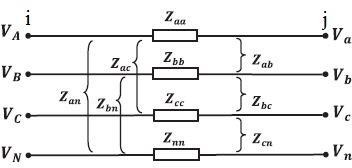 i j
V_A Z_aa V_a
Z_ac Z_ab
V_B Z_bb V_b
Z_an Z_bn Z_bc
V_C Z_cc V_c
Z_cn
V_N Z_nn V_n